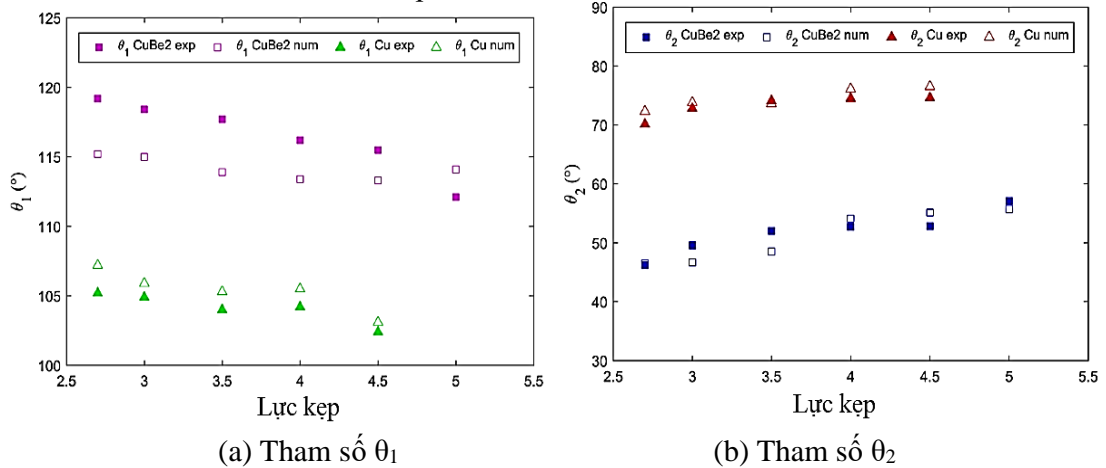 125
120
115
110
105
100
θ₁ (°)
θ₁ CuBe2 exp θ₁ CuBe2 num θ₁ Cu exp θ₁ Cu num
2.5 3 3.5 4 4.5 5 5.5
Lực kẹp
(a) Tham số θ₁
90
80
70
60
50
40
30
θ₂ (°)
θ₂ CuBe2 exp θ₂ CuBe2 num θ₂ Cu exp θ₂ Cu num
2.5 3 3.5 4 4.5 5 5.5
Lực kẹp
(b) Tham số θ₂